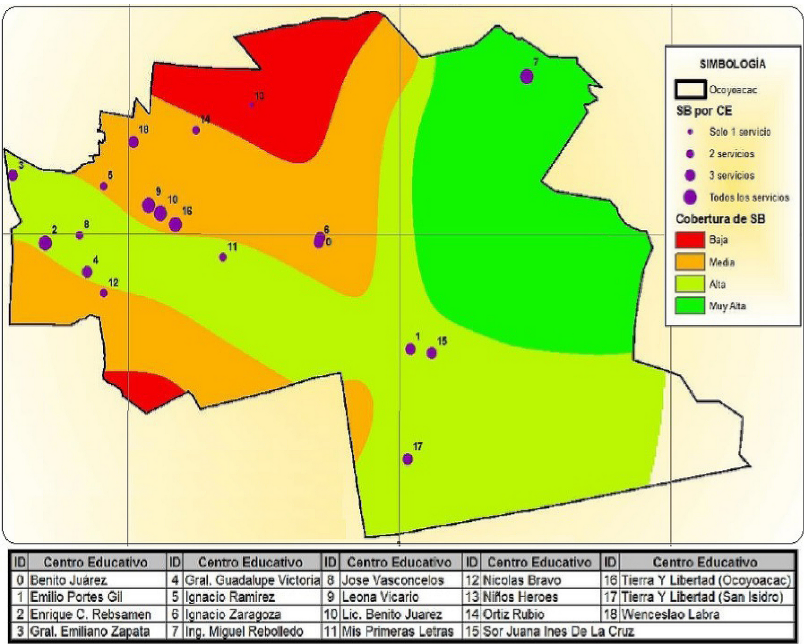 7
SIMBOLOGÍA
Ocoyoacac
SB por CE
Solo 1 servicio
2 servicios
3 servicios
Todos los servicios
Cobertura de SB
Baja
Media
Alta
Muy Alta
13
14
18
3
5
9
10
16
6
0
2
8
11
4
12
1
15
17
ID Centro Educativo ID Centro Educativo ID Centro Educativo ID Centro Educativo ID Centro Educativo
0 Benito Juárez 4 Gral. Guadalupe Victoria 8 Jose Vasconcelos 12 Nicolas Bravo 16 Tierra Y Libertad (Ocoyoacac)
1 Emilio Portes Gil 5 Ignacio Ramirez 9 Leona Vicario 13 Niños Heroes 17 Tierra Y Libertad (San Isidro)
2 Enrique C. Rebsamen 6 Ignacio Zaragoza 10 Lic. Benito Juarez 14 Ortiz Rubio 18 Wenceslao Labra
3 Gral. Emiliano Zapata 7 Ing. Miguel Rebolledo 11 Mis Primeras Letras 15 Sor Juana Ines De La Cruz